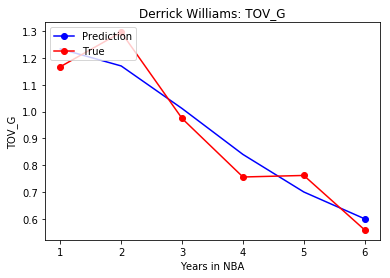 Derrick Williams: TOV_G
Prediction
True
1.3
1.2
1.1
1.0
0.9
0.8
0.7
0.6
TOV_G
1 2 3 4 5 6
Years in NBA